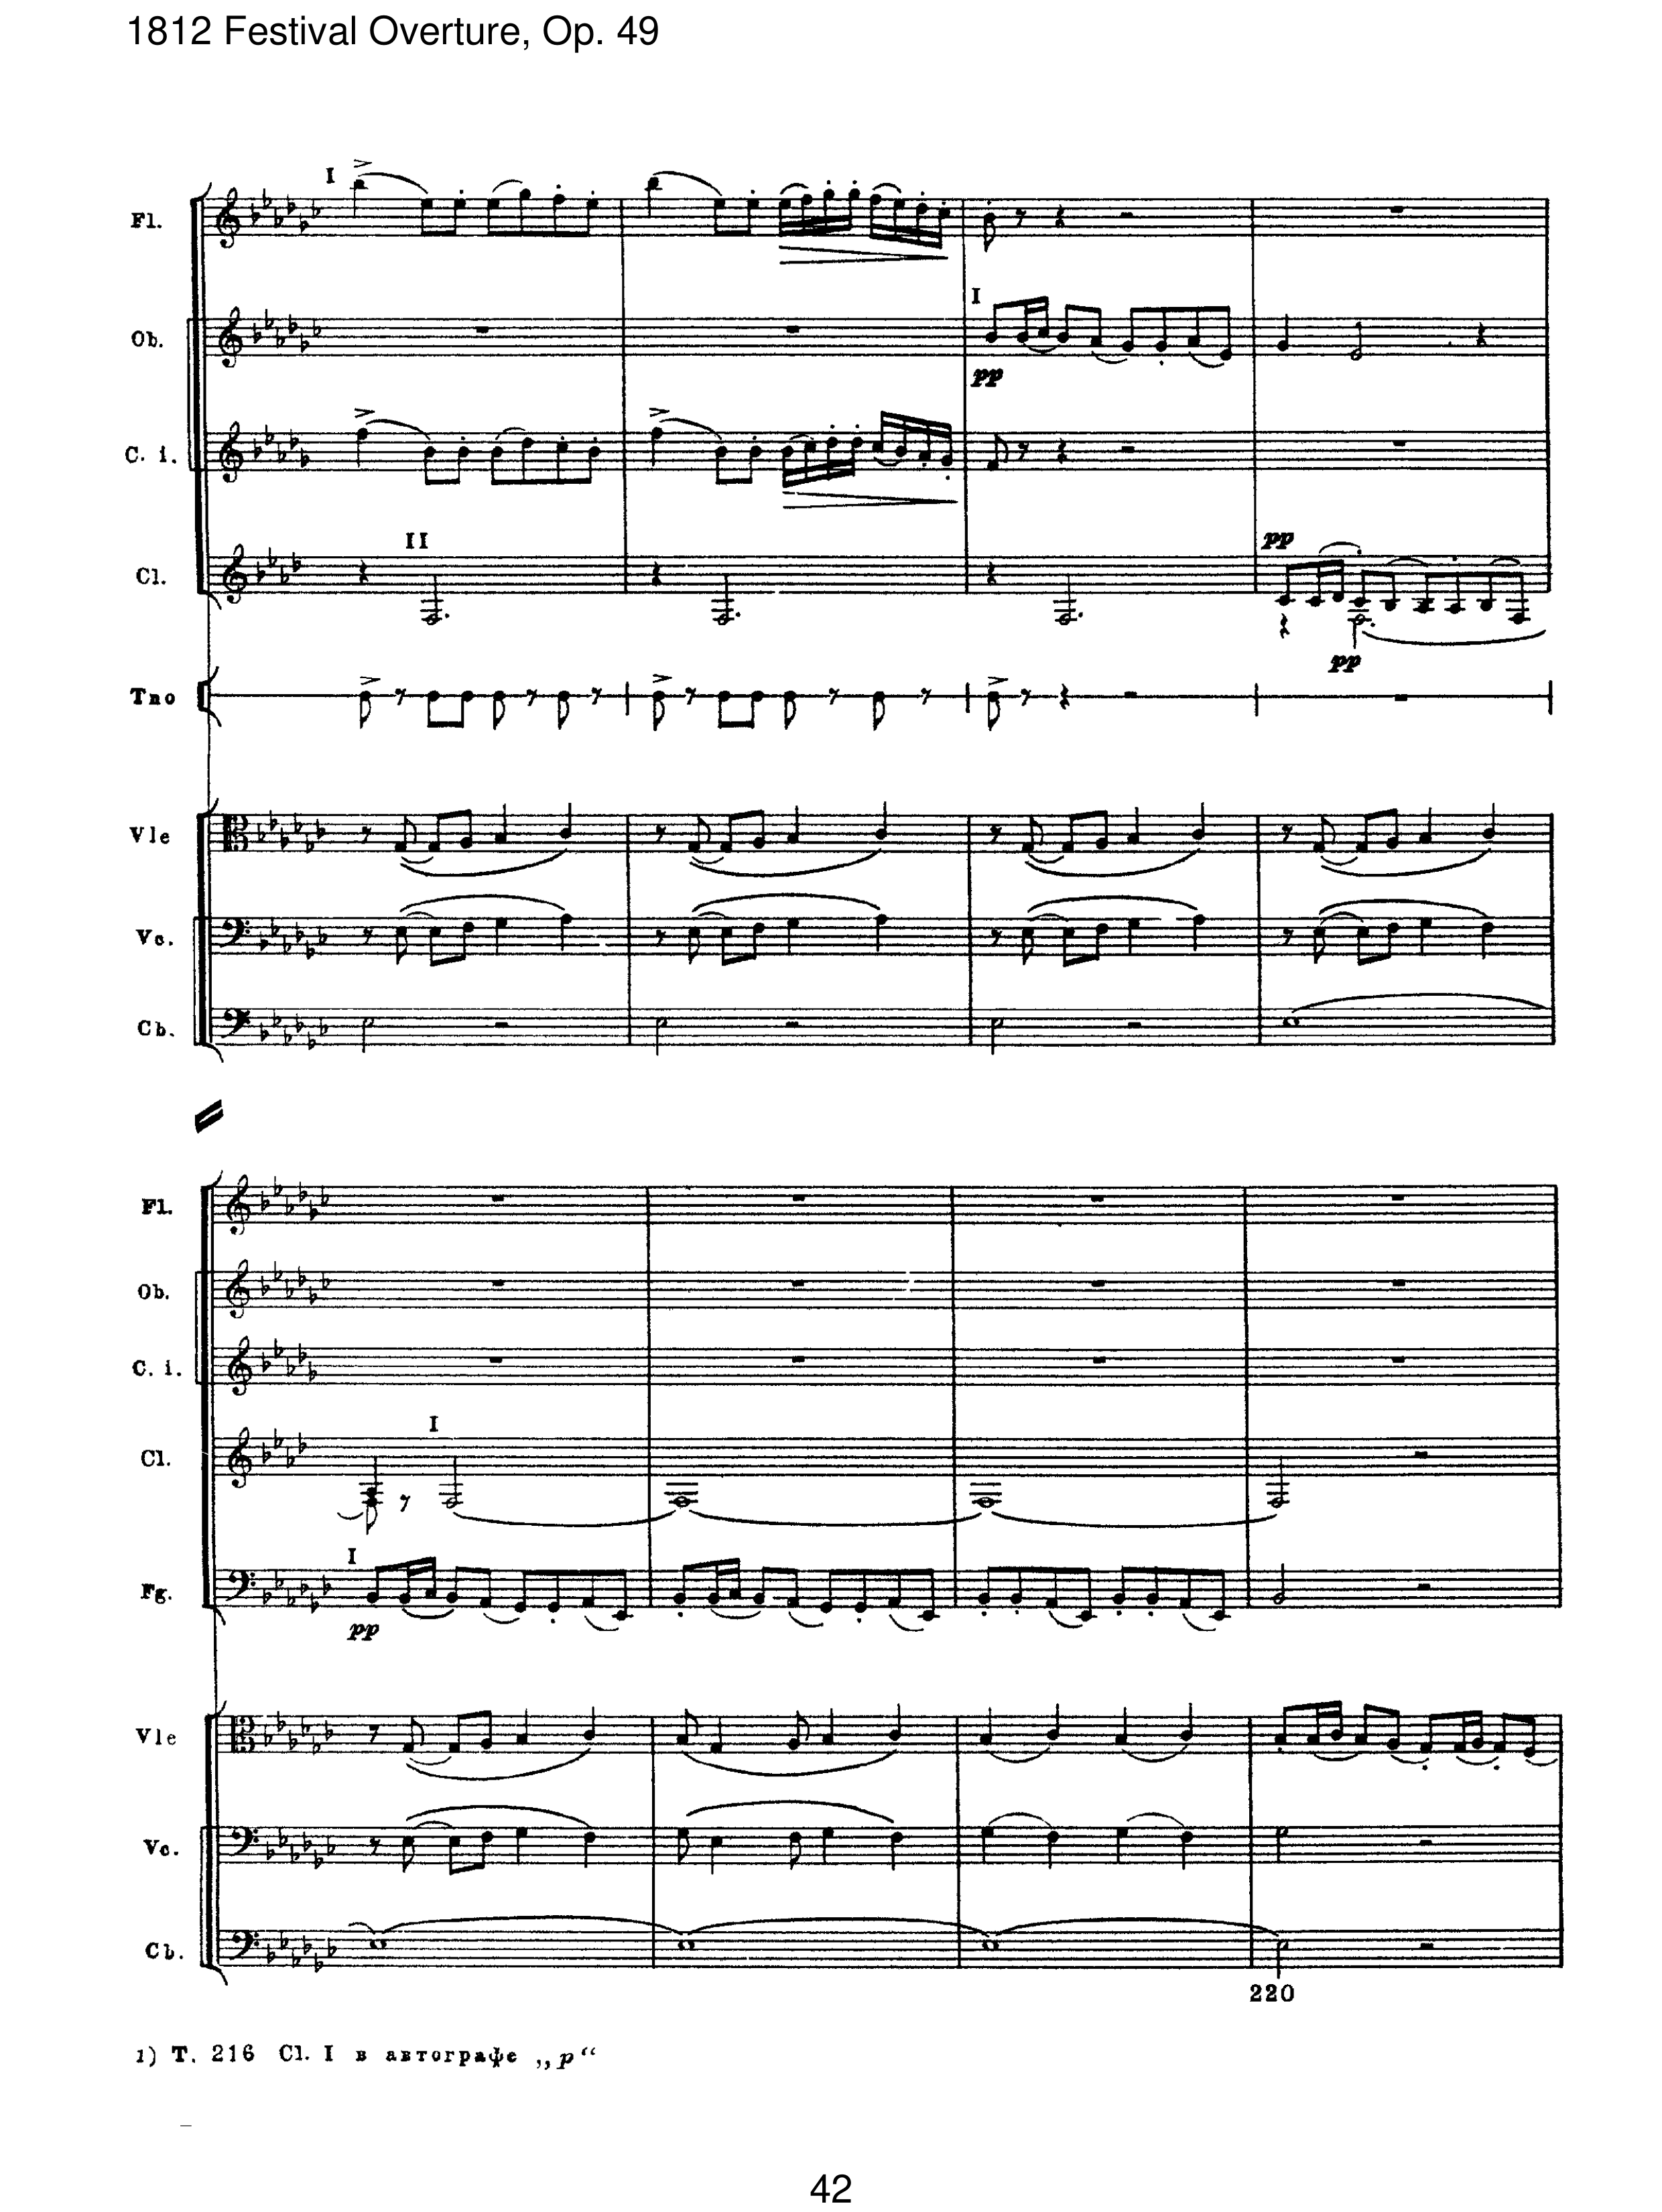 1812 Festival Overture, Op. 49
I
Fl.
I
Ob.
pp
C. i.
II
pp
Cl.
pp
Tno
Vle
Vc.
Cb.
Fl.
Ob.
C. i.
I
Cl.
I
Fg.
pp
Vle
Vc.
Cb.
220
1) Т. 216 Cl. I в автографе „p“
42